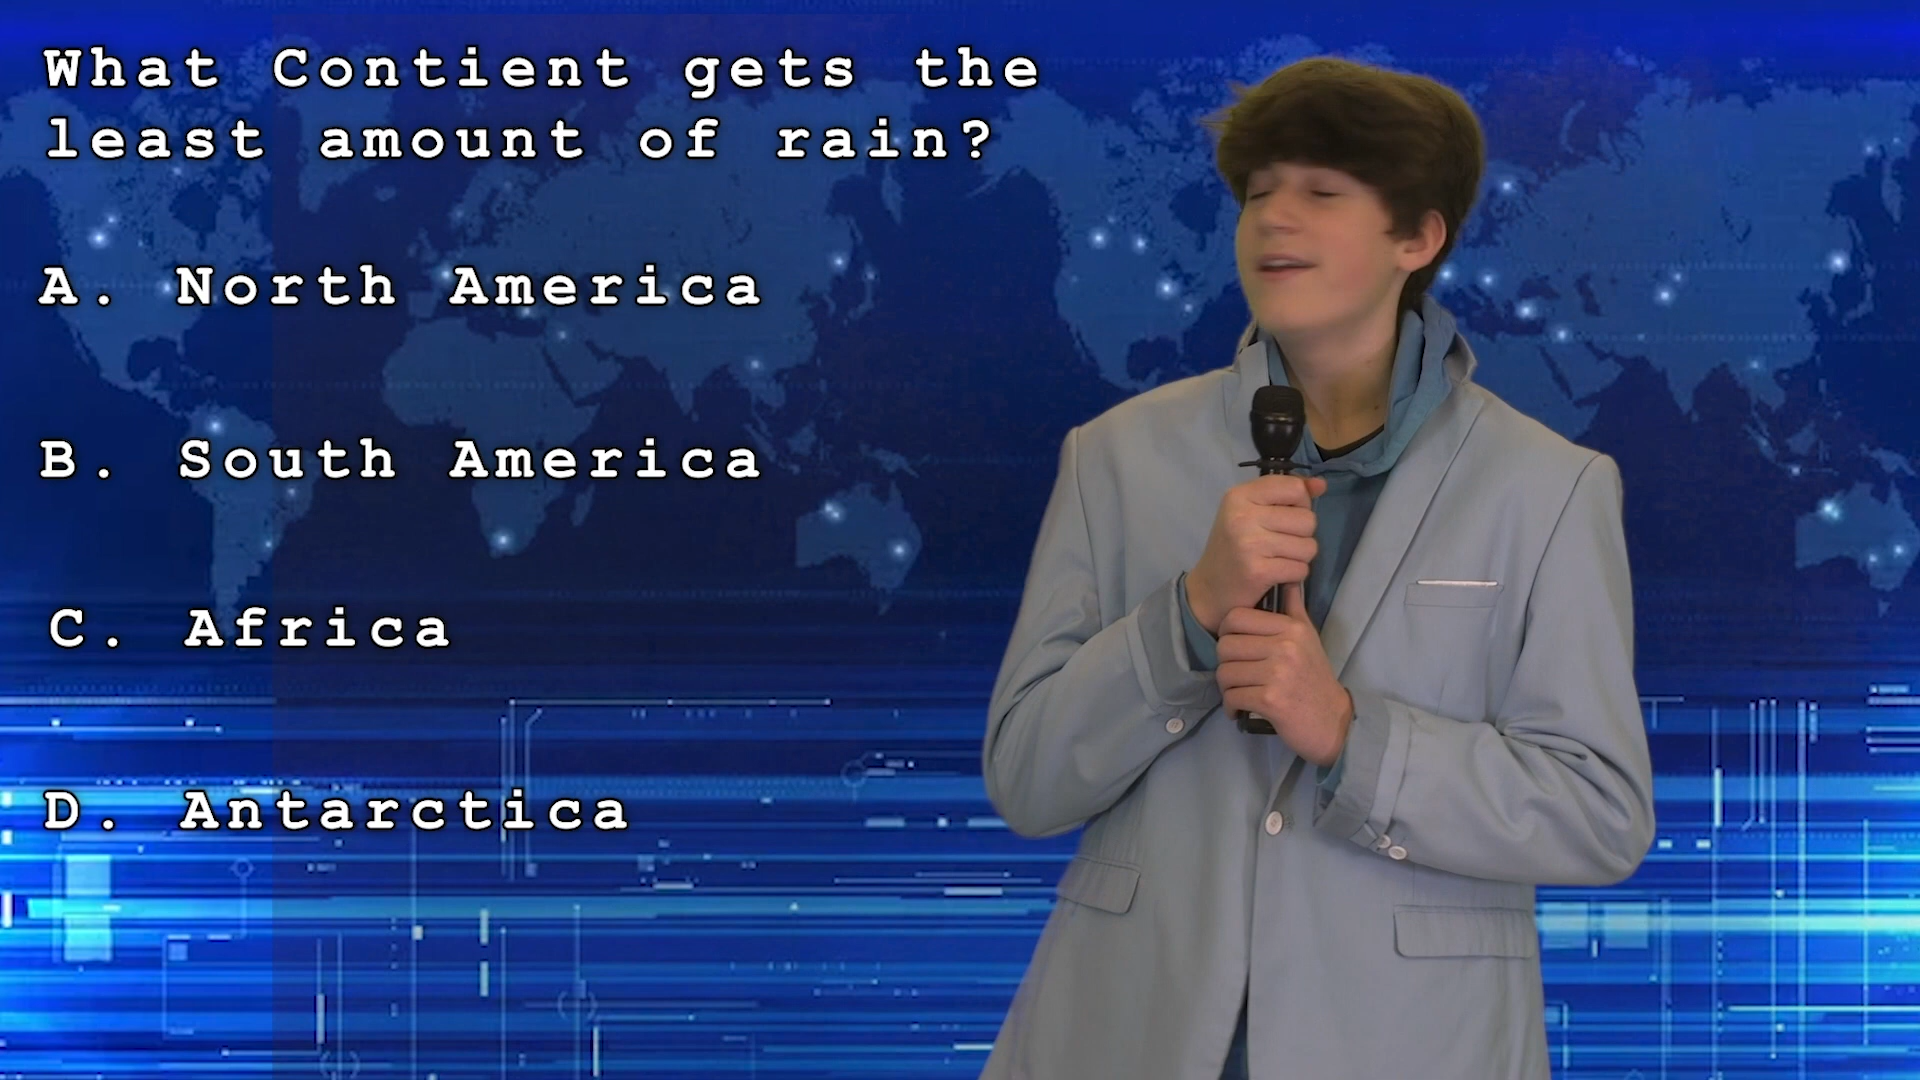 What Contient gets the
least amount of rain?
A. North America
B. South America
C. Africa
D. Antarctica